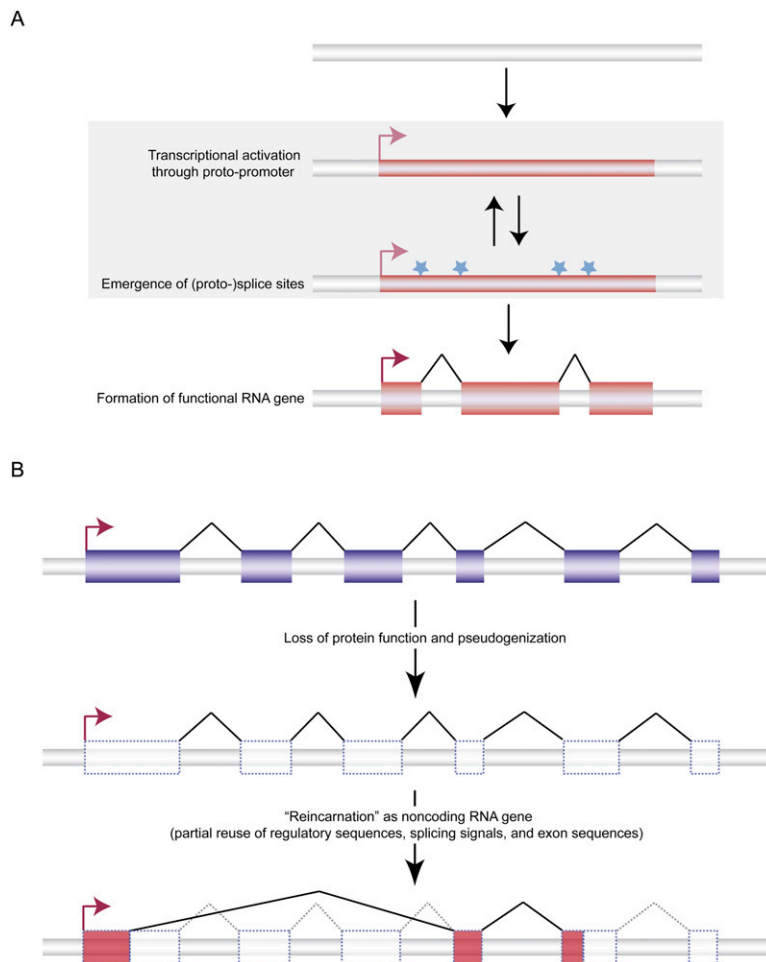 A
Transcriptional activation
through proto-promoter
Emergence of (proto-)splice sites
Formation of functional RNA gene
B
Loss of protein function and pseudogenization
“Reincarnation” as noncoding RNA gene
(partial reuse of regulatory sequences, splicing signals, and exon sequences)